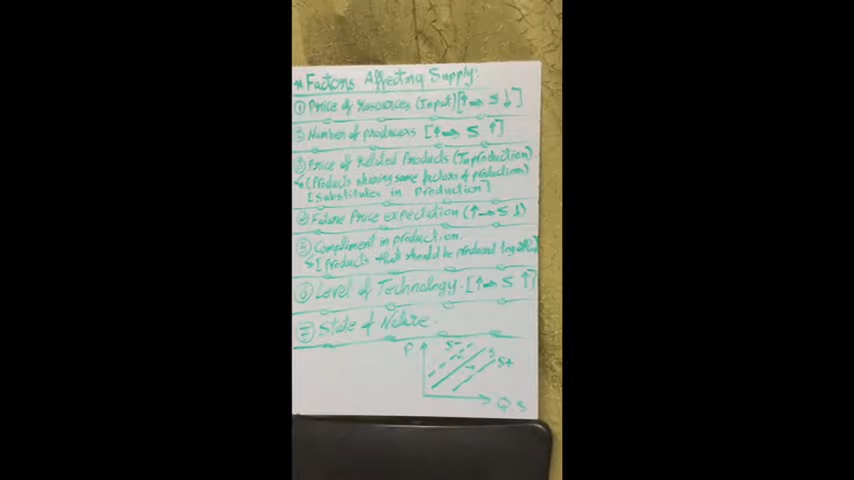 * Factors Affecting Supply:
① Price of resources (Input) [↑→ S ↓]
② Number of producers [↑→ S ↑]
③ Price of Related Products (In production).
↳ [Products sharing same factors of productions)
[substitutes in production]
④ Future Price expectation (↑→ S ↓)
⑤ Compliment in production.
↳ [products that should be produced together]
⑥ Level of Technology. [↑→ S ↑]
⑦ State of Nature.
P S- S S+
Q.s